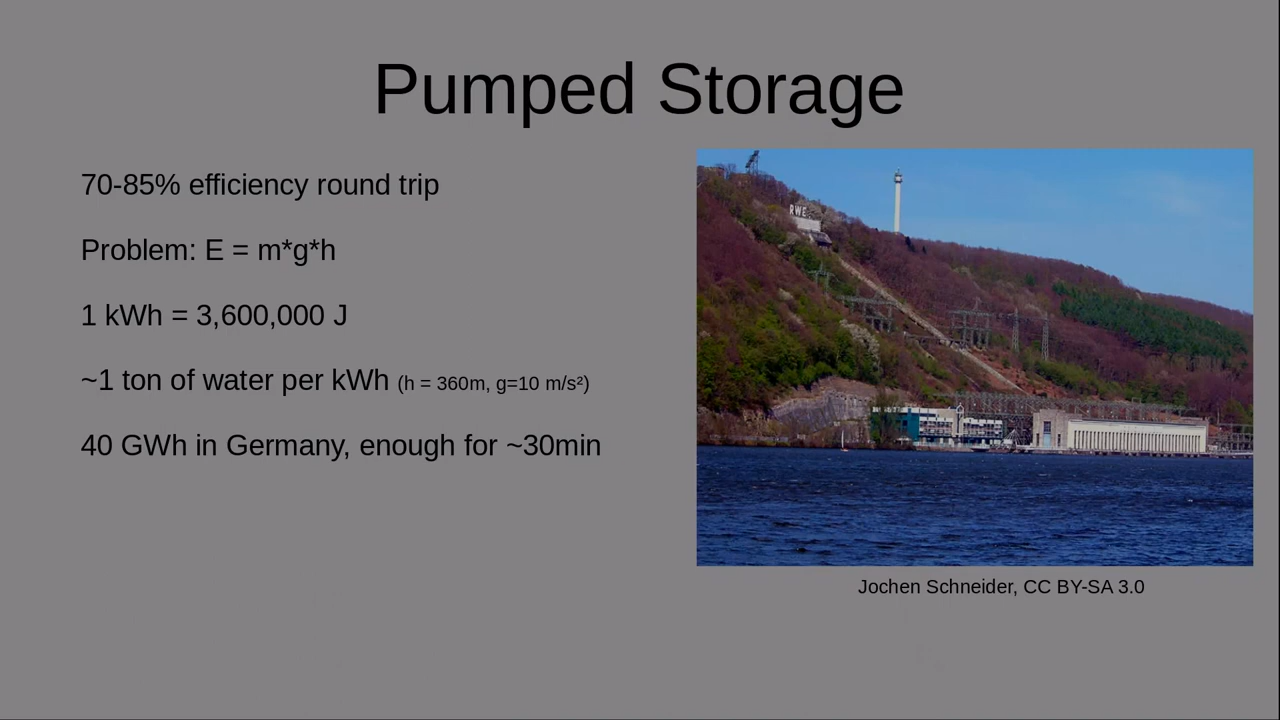 Pumped Storage
70-85% efficiency round trip
Problem: E = m*g*h
1 kWh = 3,600,000 J
~1 ton of water per kWh (h = 360m, g=10 m/s²)
40 GWh in Germany, enough for ~30min
RWE
Jochen Schneider, CC BY-SA 3.0